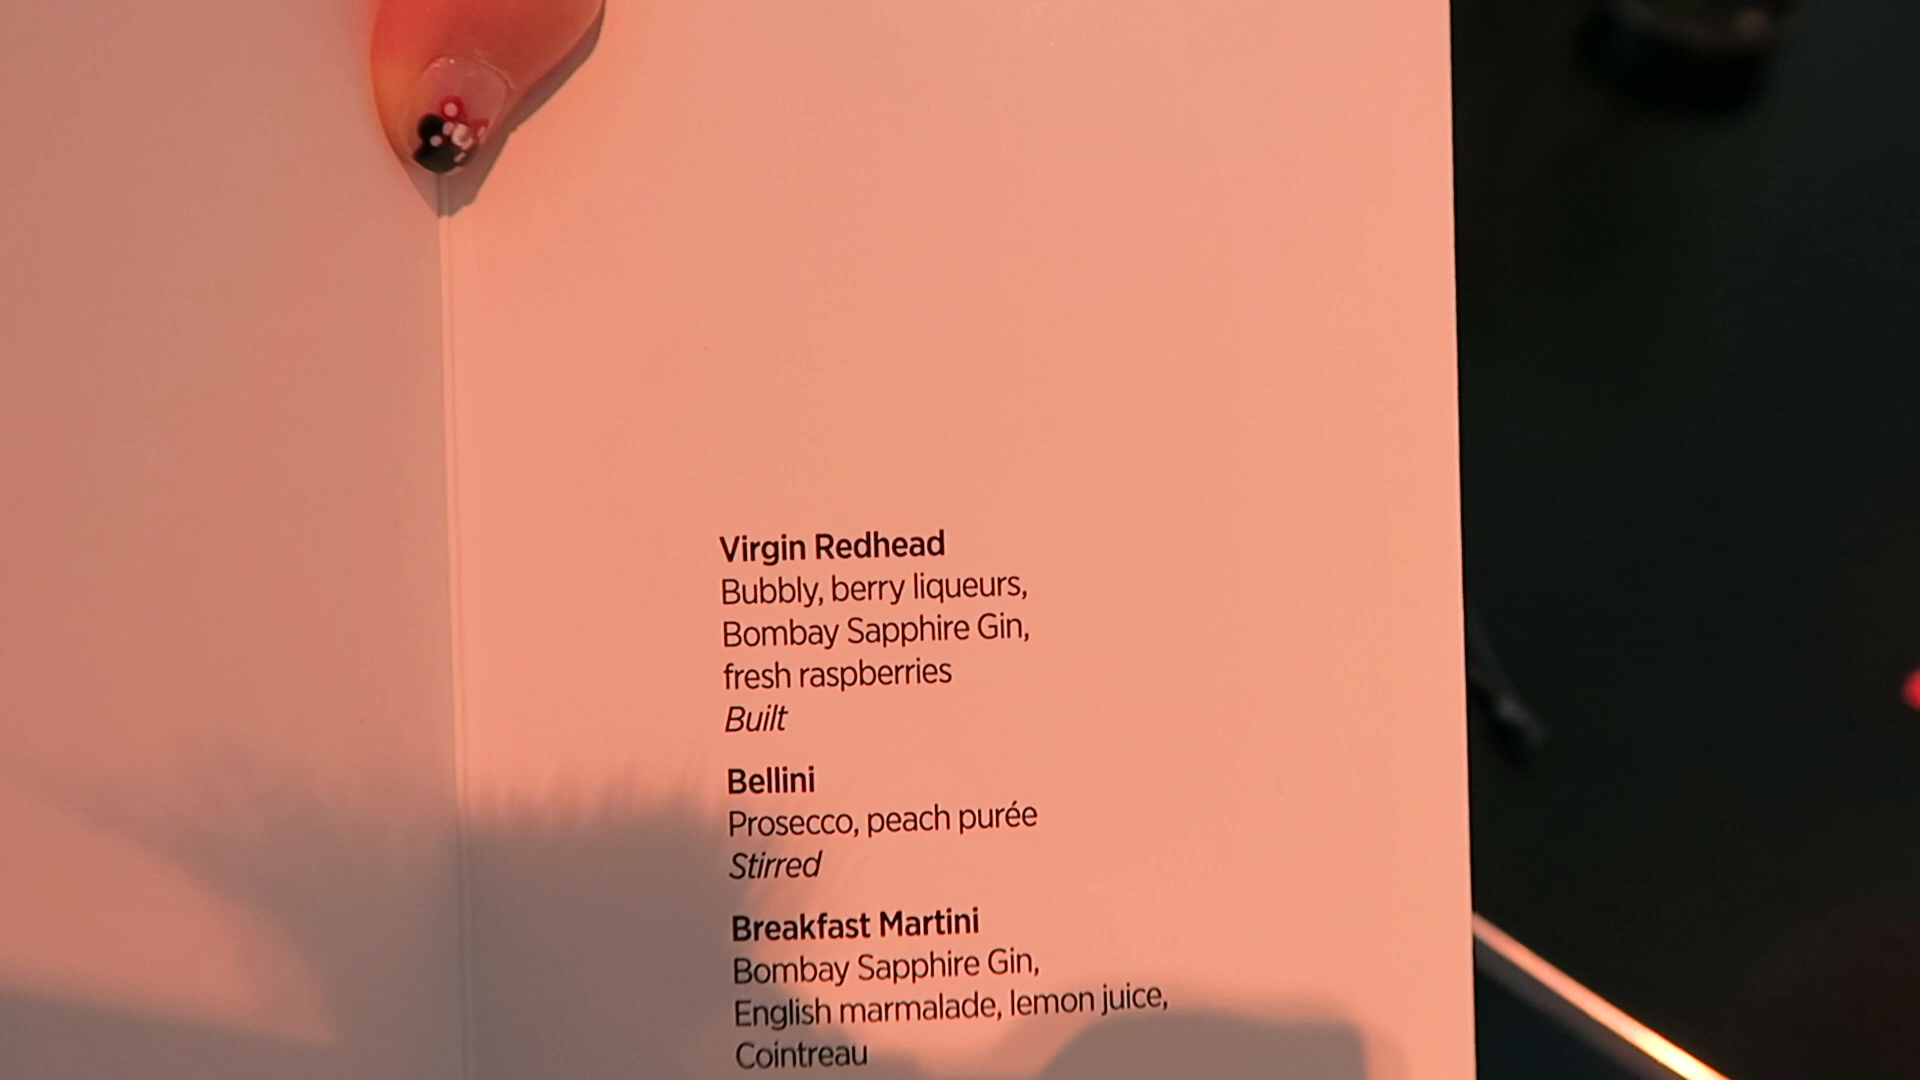 Virgin Redhead
Bubbly, berry liqueurs,
Bombay Sapphire Gin,
fresh raspberries
Built
Bellini
Prosecco, peach purée
Stirred
Breakfast Martini
Bombay Sapphire Gin,
English marmalade, lemon juice,
Cointreau